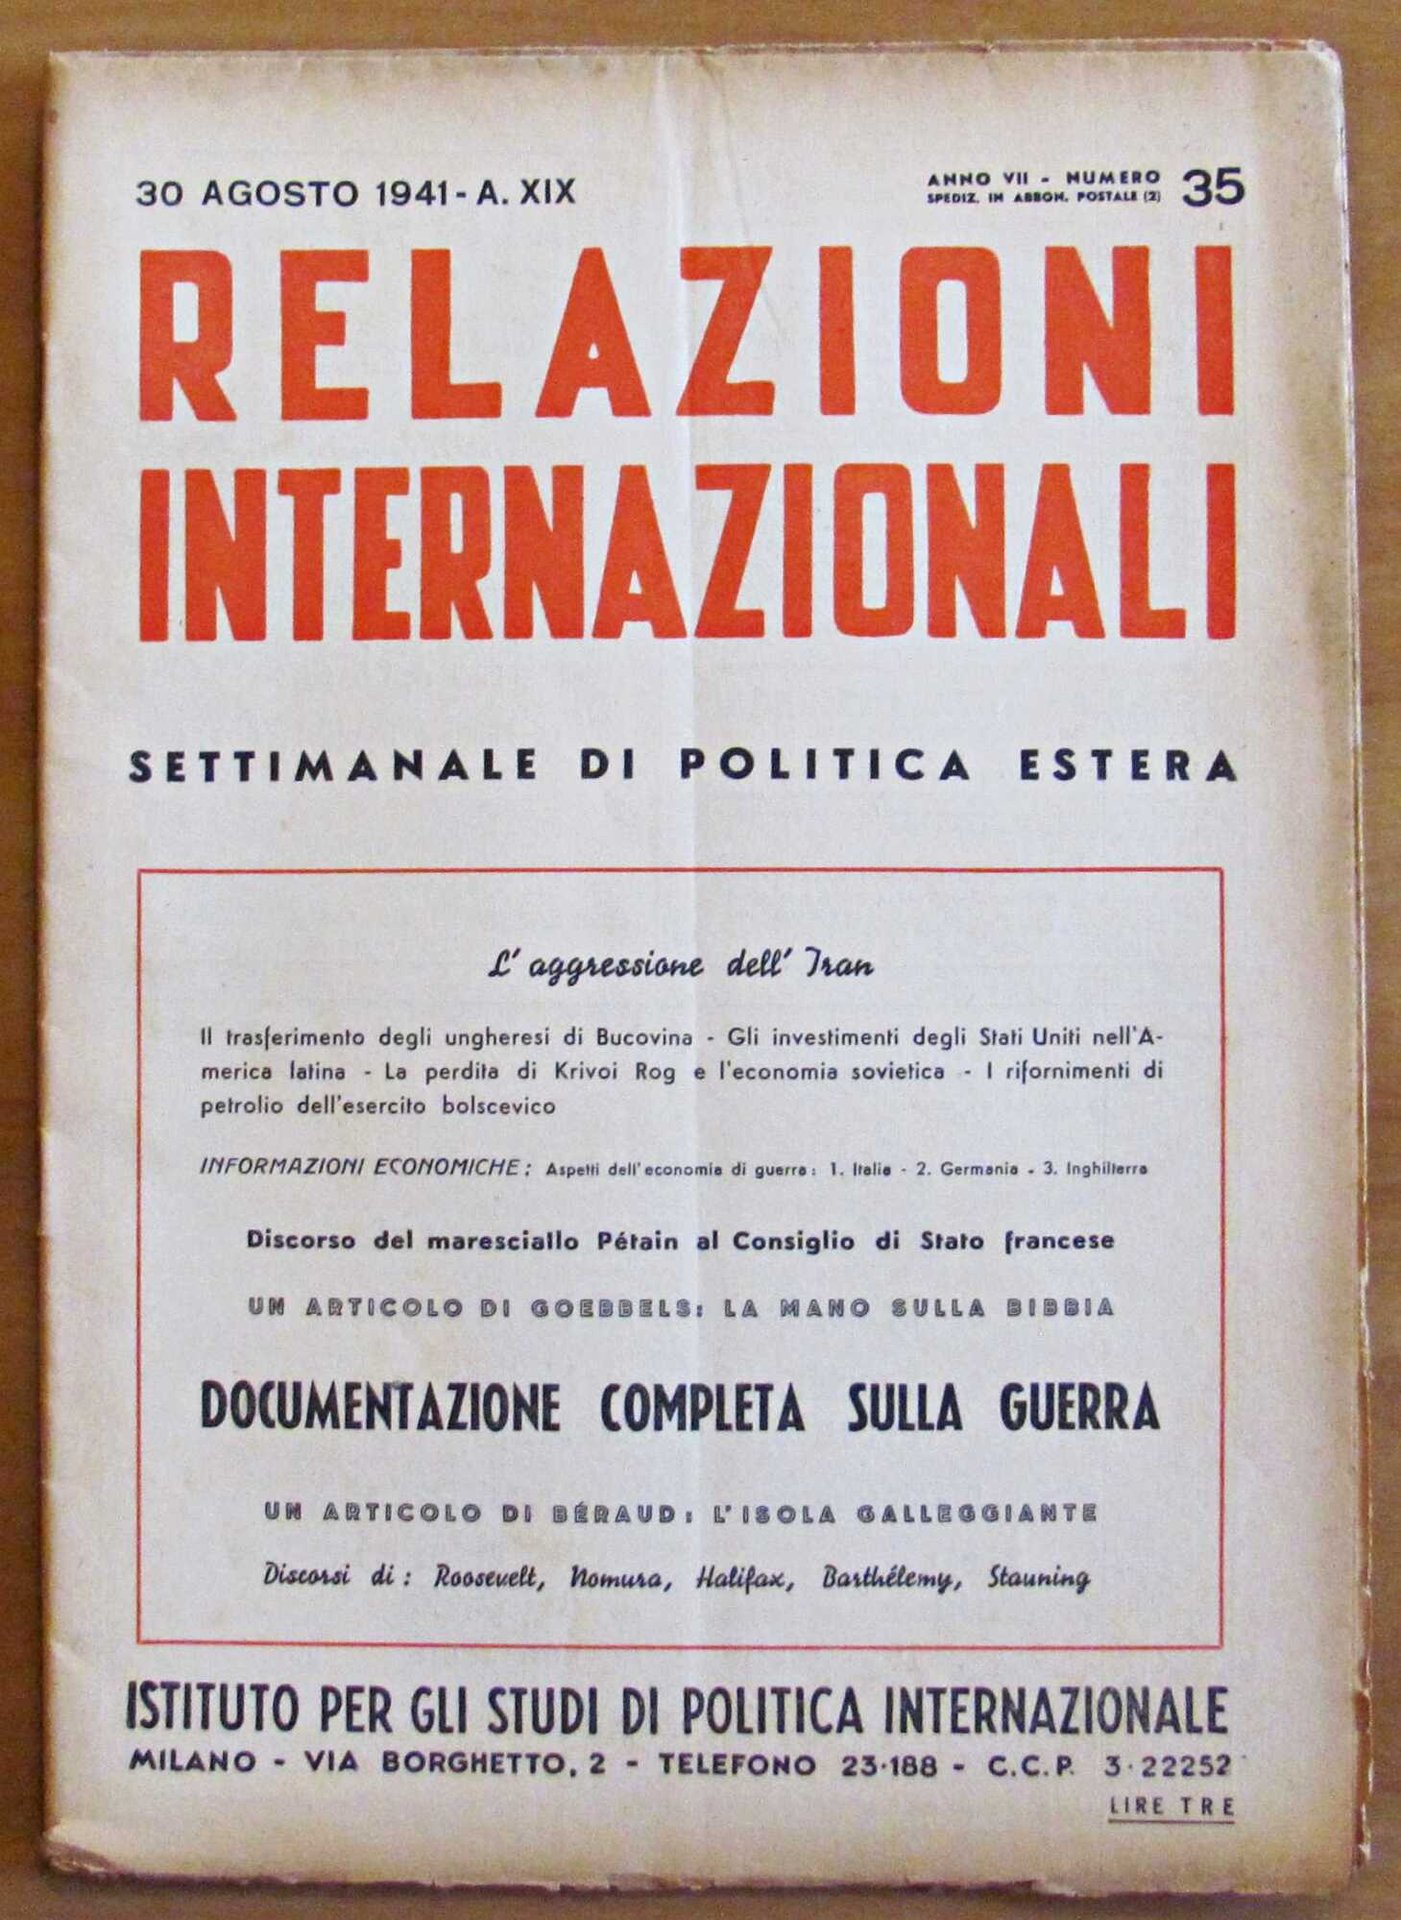 30 AGOSTO 1941 - A. XIX
ANNO VII - NUMERO 35
SPEDIZ. IN ABBON. POSTALE (2)
RELAZIONI
INTERNAZIONALI
SETTIMANALE DI POLITICA ESTERA
L'aggressione dell'Iran
Il trasferimento degli ungheresi di Bucovina - Gli investimenti degli Stati Uniti nell'A-
merica latina - La perdita di Krivoi Rog e l'economia sovietica - I rifornimenti di
petrolio dell'esercito bolscevico
INFORMAZIONI ECONOMICHE: Aspetti dell'economia di guerra: 1. Italia - 2. Germania - 3. Inghilterra
Discorso del maresciallo Pétain al Consiglio di Stato francese
UN ARTICOLO DI GOEBBELS: LA MANO SULLA BIBBIA
DOCUMENTAZIONE COMPLETA SULLA GUERRA
UN ARTICOLO DI BÉRAUD: L'ISOLA GALLEGGIANTE
Discorsi di: Roosevelt, Nomura, Halifax, Barthélemy, Stauning
ISTITUTO PER GLI STUDI DI POLITICA INTERNAZIONALE
MILANO - VIA BORGHETTO, 2 - TELEFONO 23-188 - C.C.P. 3-22252
LIRE TRE